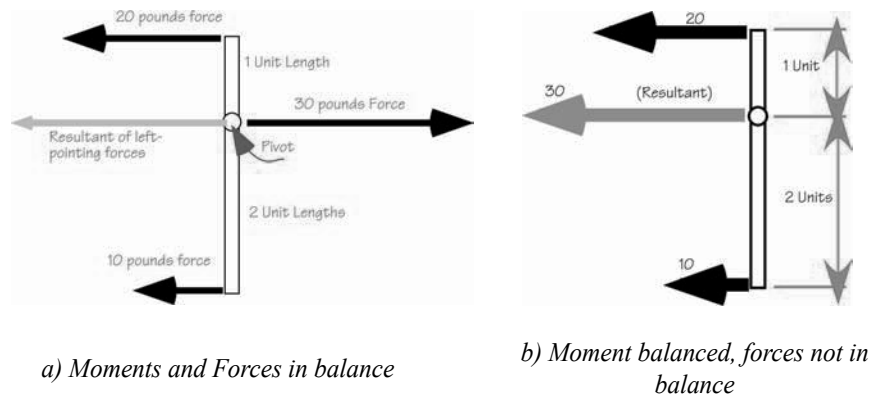 20 pounds force
1 Unit Length
30 pounds Force
Resultant of left-
pointing forces
Pivot
2 Unit Lengths
10 pounds force
a) Moments and Forces in balance
20
1 Unit
30
(Resultant)
2 Units
10
b) Moment balanced, forces not in
balance